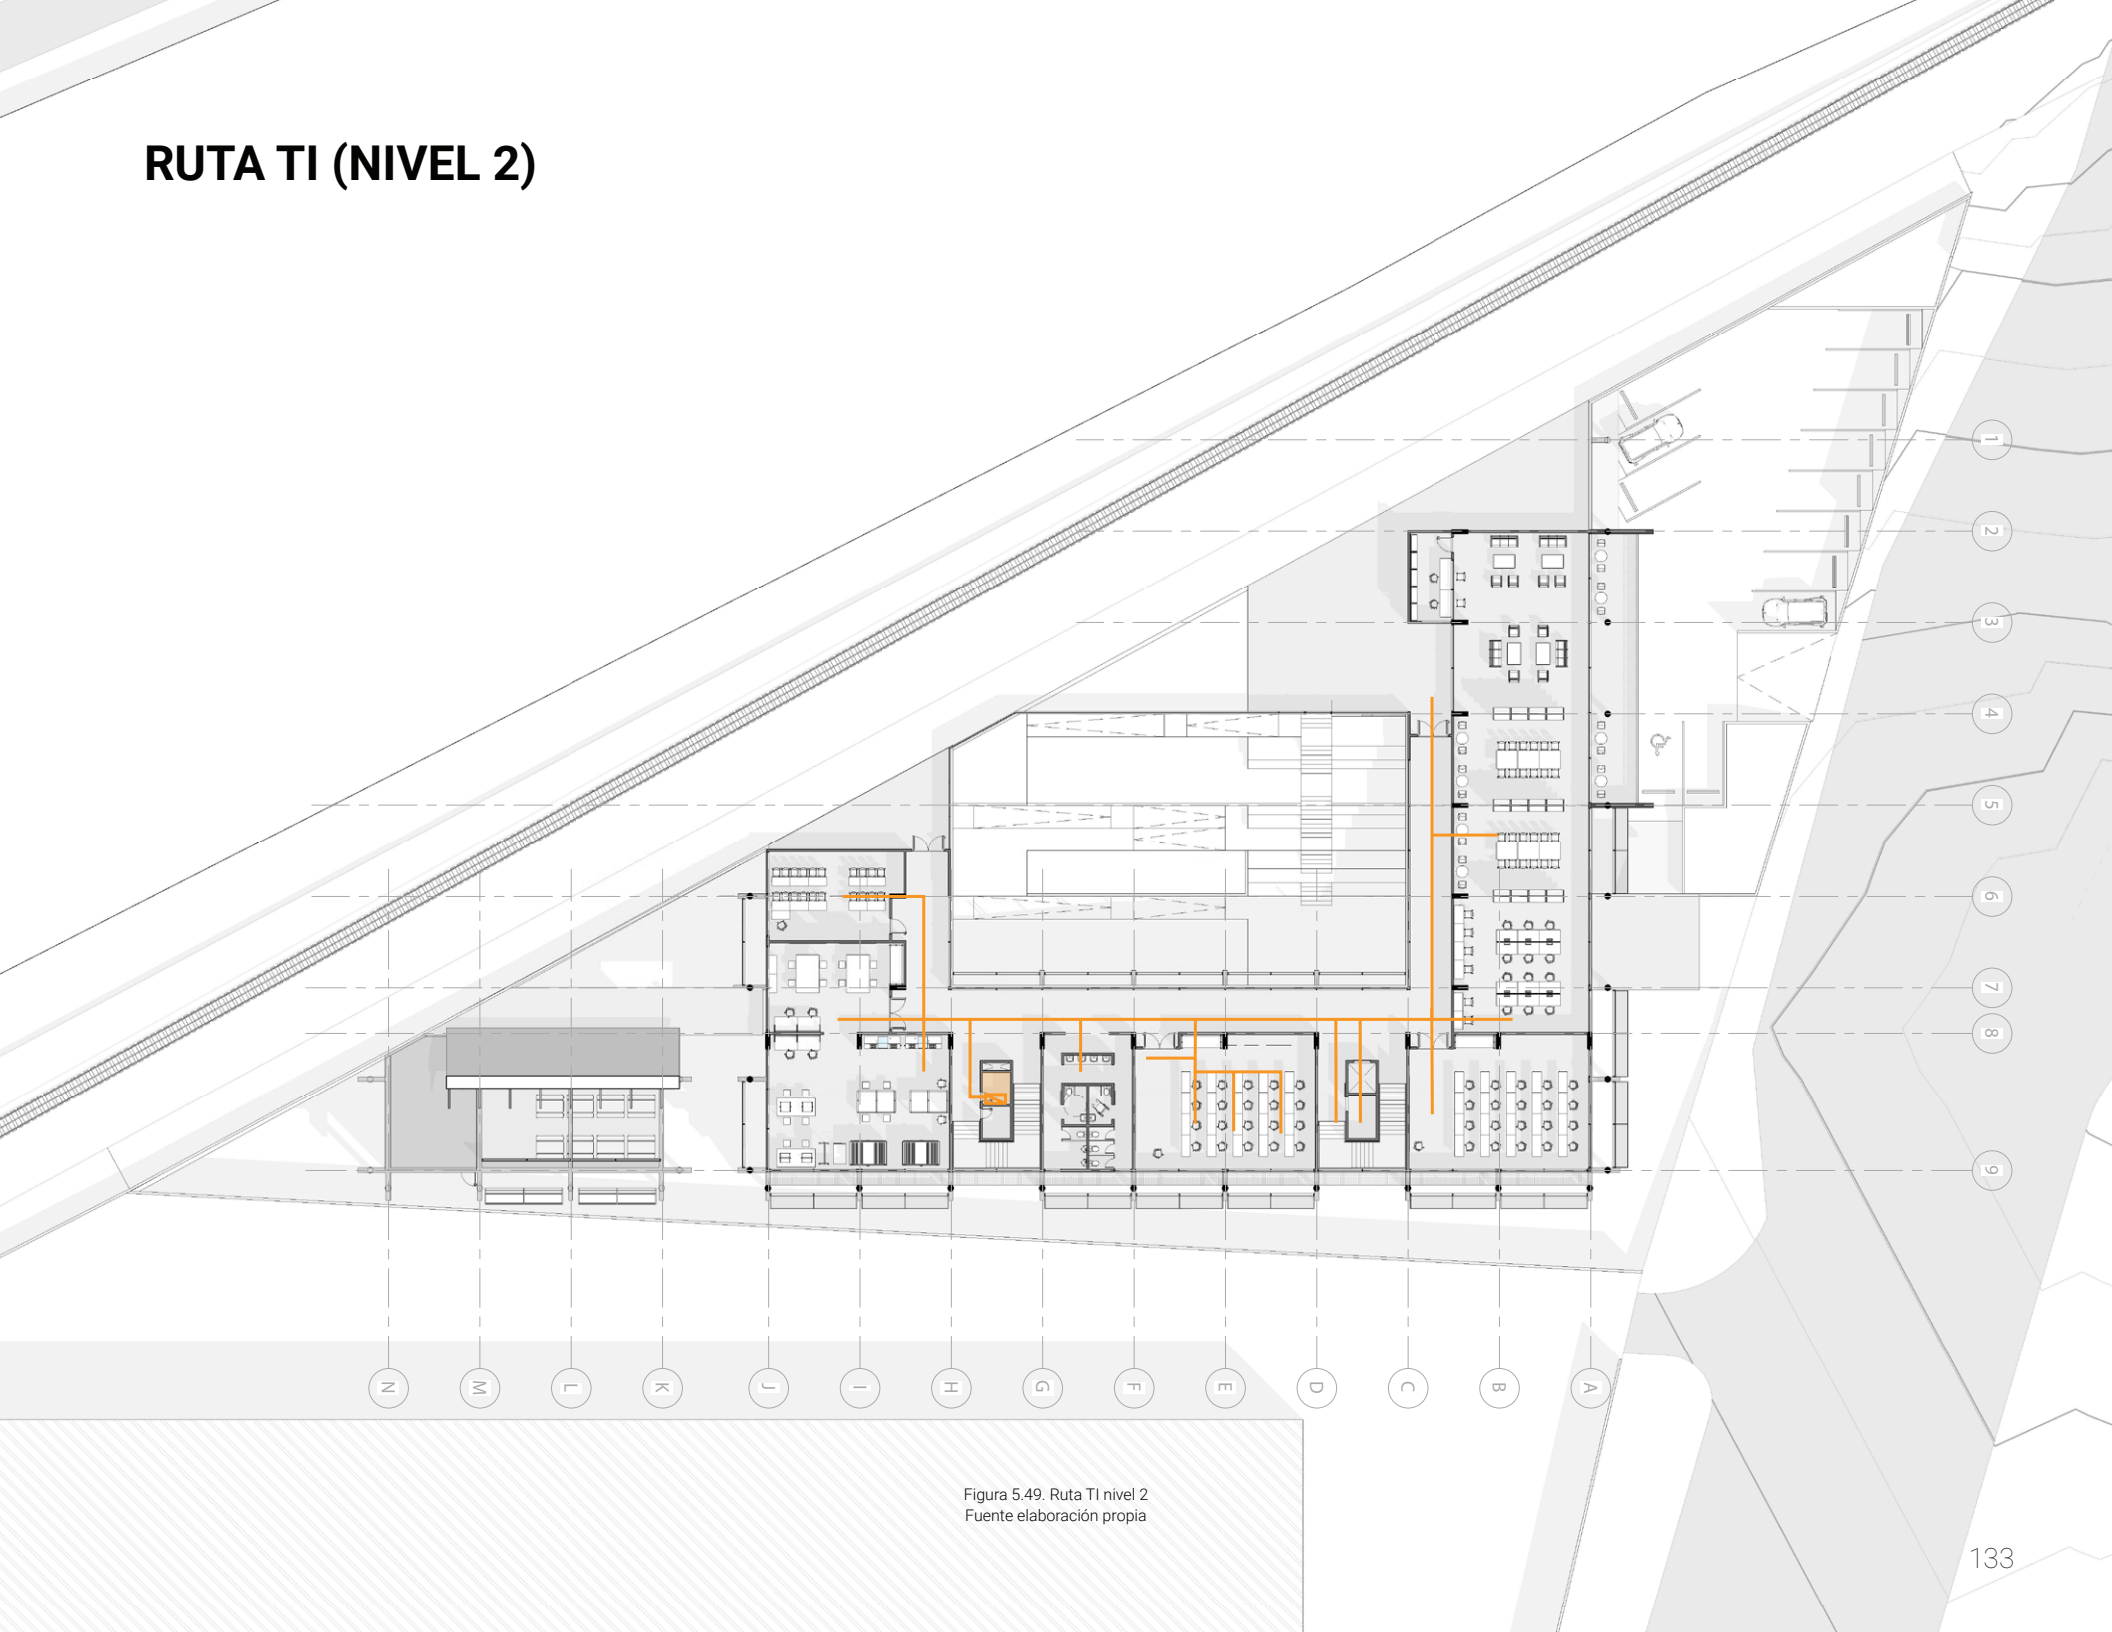 RUTA TI (NIVEL 2)
1
2
3
4
5
6
7
8
9
N
M
L
K
J
I
H
G
F
E
D
C
B
A
Figura 5.49. Ruta TI nivel 2
Fuente elaboración propia
133